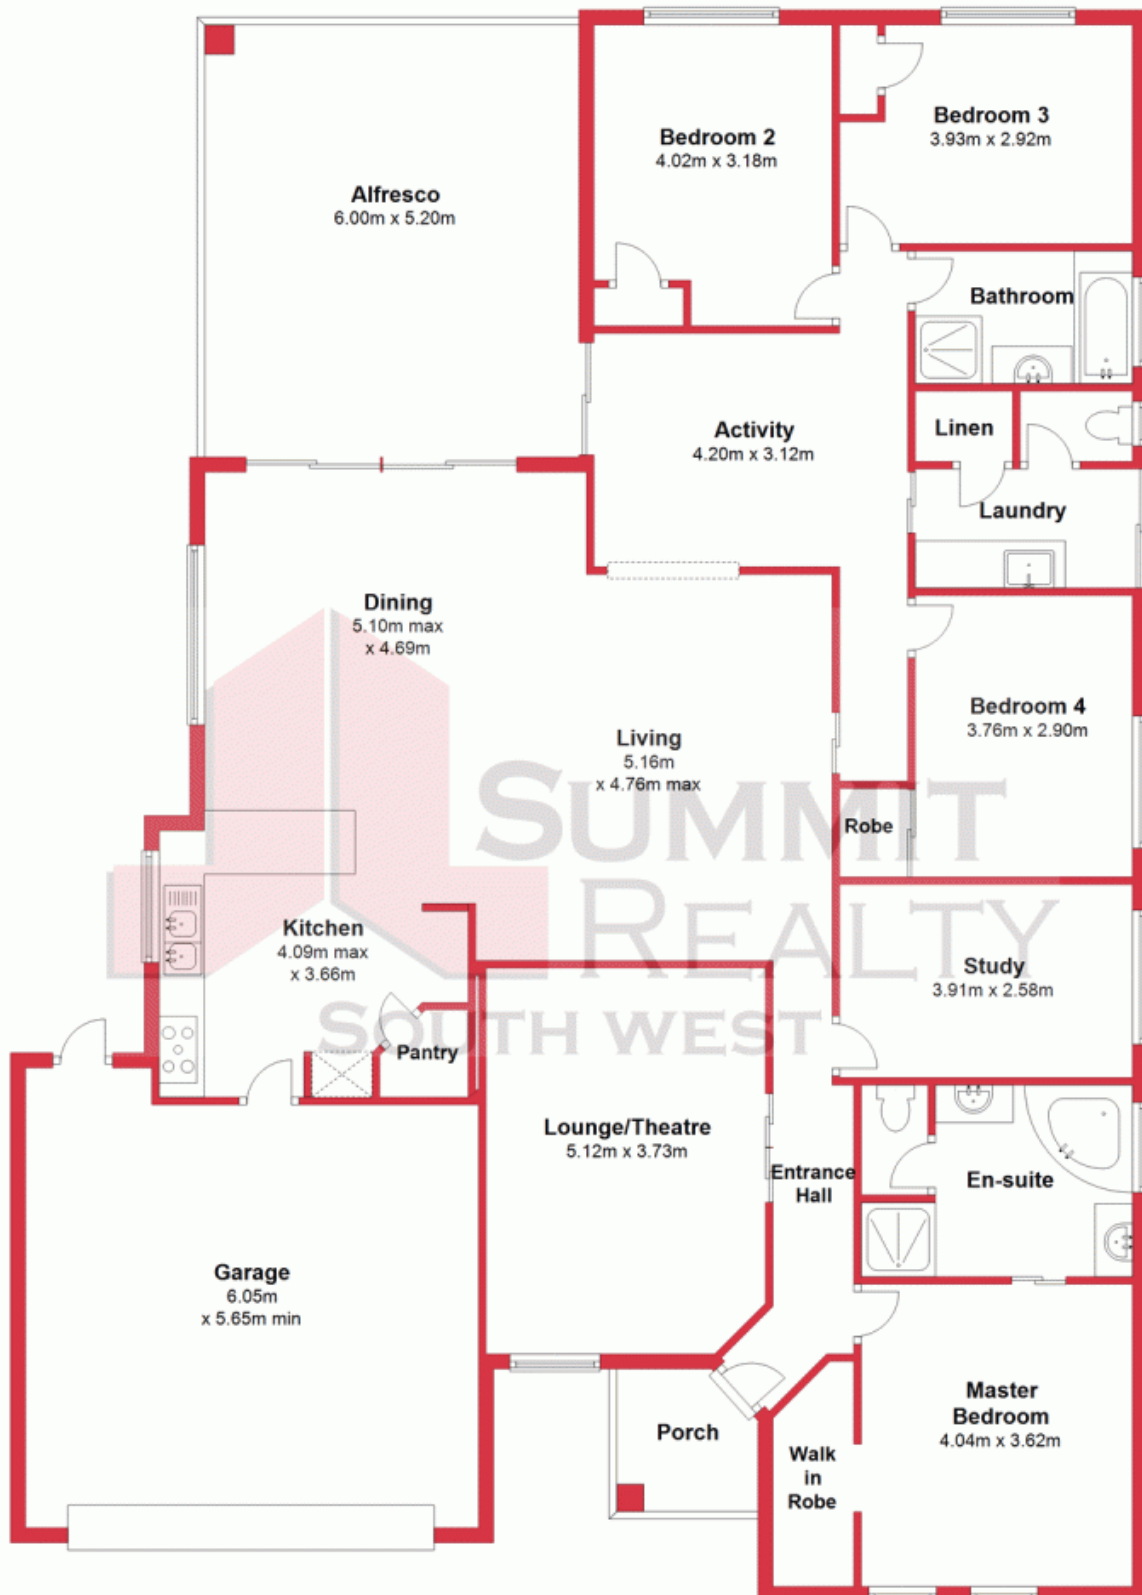 Bedroom 2
4.02m x 3.18m
Bedroom 3
3.93m x 2.92m
Alfresco
6.00m x 5.20m
Bathroom
Activity
4.20m x 3.12m
Linen
Laundry
Dining
5.10m max
x 4.69m
Living
5.16m
x 4.76m max
Bedroom 4
3.76m x 2.90m
Robe
SUMMIT
REALTY
SOUTH WEST
Kitchen
4.09m max
x 3.66m
Study
3.91m x 2.58m
Pantry
Lounge/Theatre
5.12m x 3.73m
Entrance
Hall
En-suite
Garage
6.05m
x 5.65m min
Porch
Walk
in
Robe
Master
Bedroom
4.04m x 3.62m